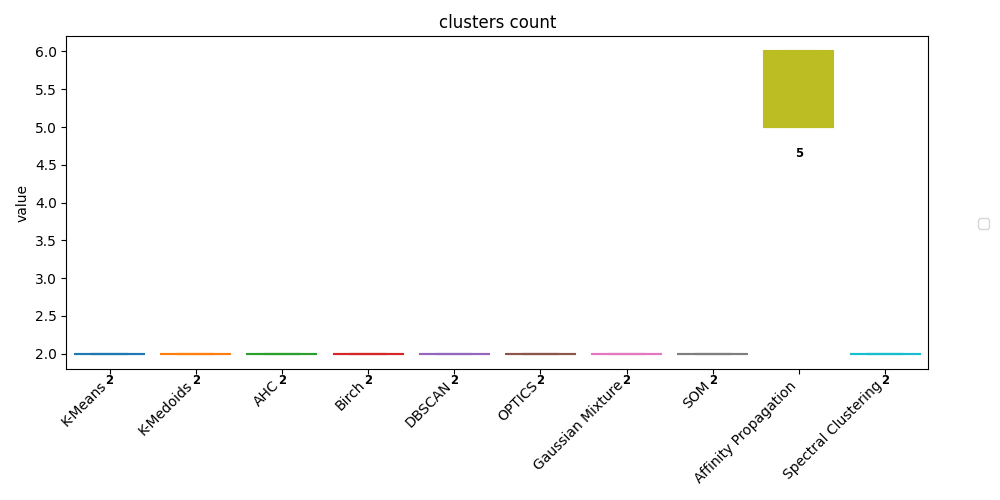 clusters count
value
6.0
5.5
5.0
4.5
4.0
3.5
3.0
2.5
2.0
5
2 2 2 2 2 2 2 2 2
K-Means
K-Medoids
AHC
Birch
DBSCAN
OPTICS
Gaussian Mixture
SOM
Affinity Propagation
Spectral Clustering